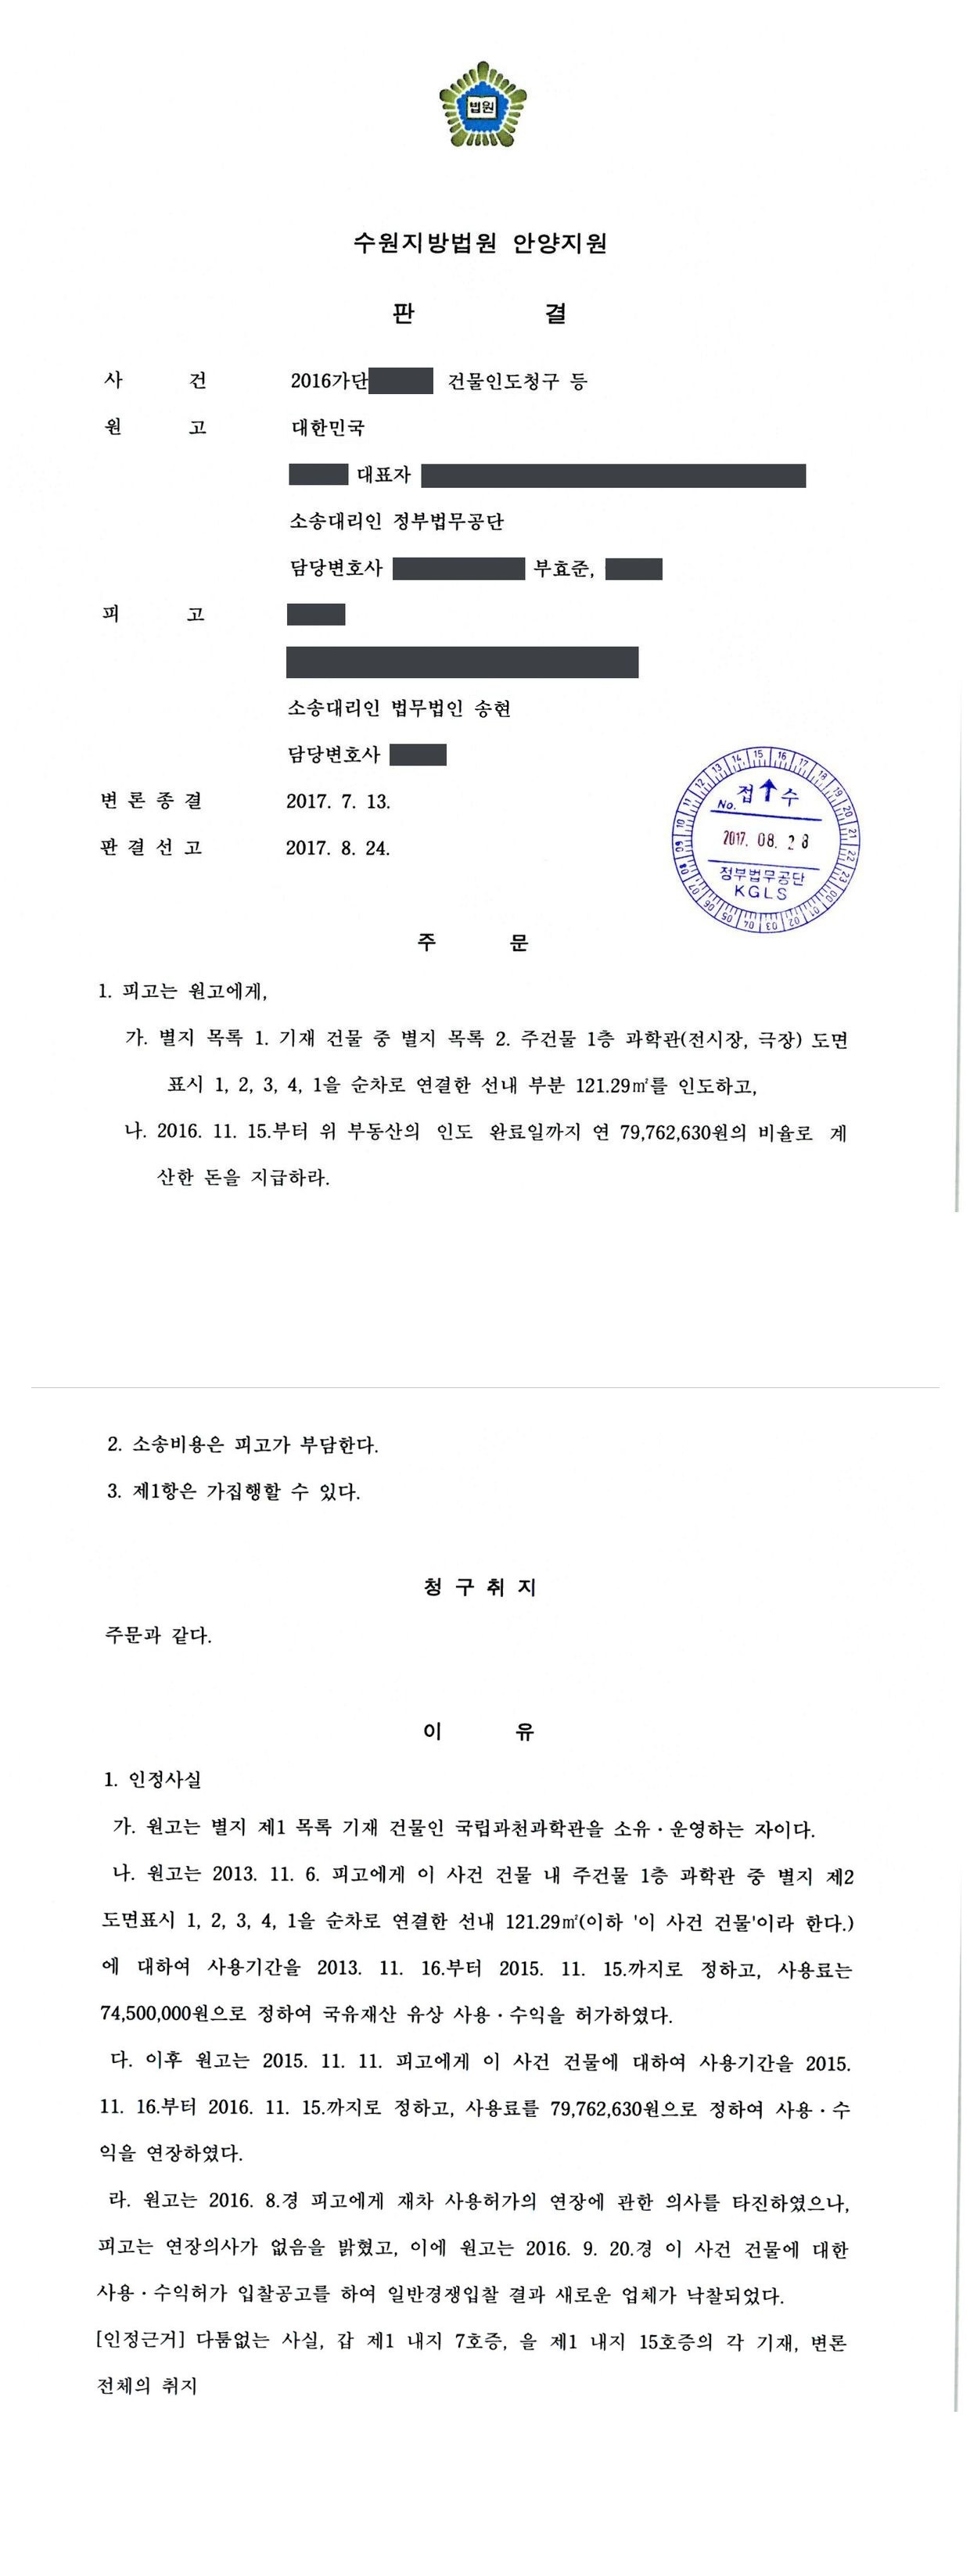 법원
수원지방법원 안양지원
판 결
사 건 2016가단 건물인도청구 등
원 고 대한민국
대표자
소송대리인 정부법무공단
담당변호사 부효준,
피 고
소송대리인 법무법인 송현
담당변호사
변 론 종 결 2017. 7. 13.
판 결 선 고 2017. 8. 24.
15 16 17 18 19 20 21 22 23 00 01 02 03 04 05 06 07 08 09 10 11 12 13 14
접 수
No.
2017. 08. 28
정부법무공단
KGLS
주 문
1. 피고는 원고에게,
가. 별지 목록 1. 기재 건물 중 별지 목록 2. 주건물 1층 과학관(전시장, 극장) 도면
표시 1, 2, 3, 4, 1을 순차로 연결한 선내 부분 121.29㎡를 인도하고,
나. 2016. 11. 15.부터 위 부동산의 인도 완료일까지 연 79,762,630원의 비율로 계
산한 돈을 지급하라.
2. 소송비용은 피고가 부담한다.
3. 제1항은 가집행할 수 있다.
청 구 취 지
주문과 같다.
이 유
1. 인정사실
가. 원고는 별지 제1 목록 기재 건물인 국립과천과학관을 소유·운영하는 자이다.
나. 원고는 2013. 11. 6. 피고에게 이 사건 건물 내 주건물 1층 과학관 중 별지 제2
도면표시 1, 2, 3, 4, 1을 순차로 연결한 선내 121.29㎡(이하 '이 사건 건물'이라 한다.)
에 대하여 사용기간을 2013. 11. 16.부터 2015. 11. 15.까지로 정하고, 사용료는
74,500,000원으로 정하여 국유재산 유상 사용·수익을 허가하였다.
다. 이후 원고는 2015. 11. 11. 피고에게 이 사건 건물에 대하여 사용기간을 2015.
11. 16.부터 2016. 11. 15.까지로 정하고, 사용료를 79,762,630원으로 정하여 사용·수
익을 연장하였다.
라. 원고는 2016. 8.경 피고에게 재차 사용허가의 연장에 관한 의사를 타진하였으나,
피고는 연장의사가 없음을 밝혔고, 이에 원고는 2016. 9. 20.경 이 사건 건물에 대한
사용·수익허가 입찰공고를 하여 일반경쟁입찰 결과 새로운 업체가 낙찰되었다.
[인정근거] 다툼없는 사실, 갑 제1 내지 7호증, 을 제1 내지 15호증의 각 기재, 변론
전체의 취지